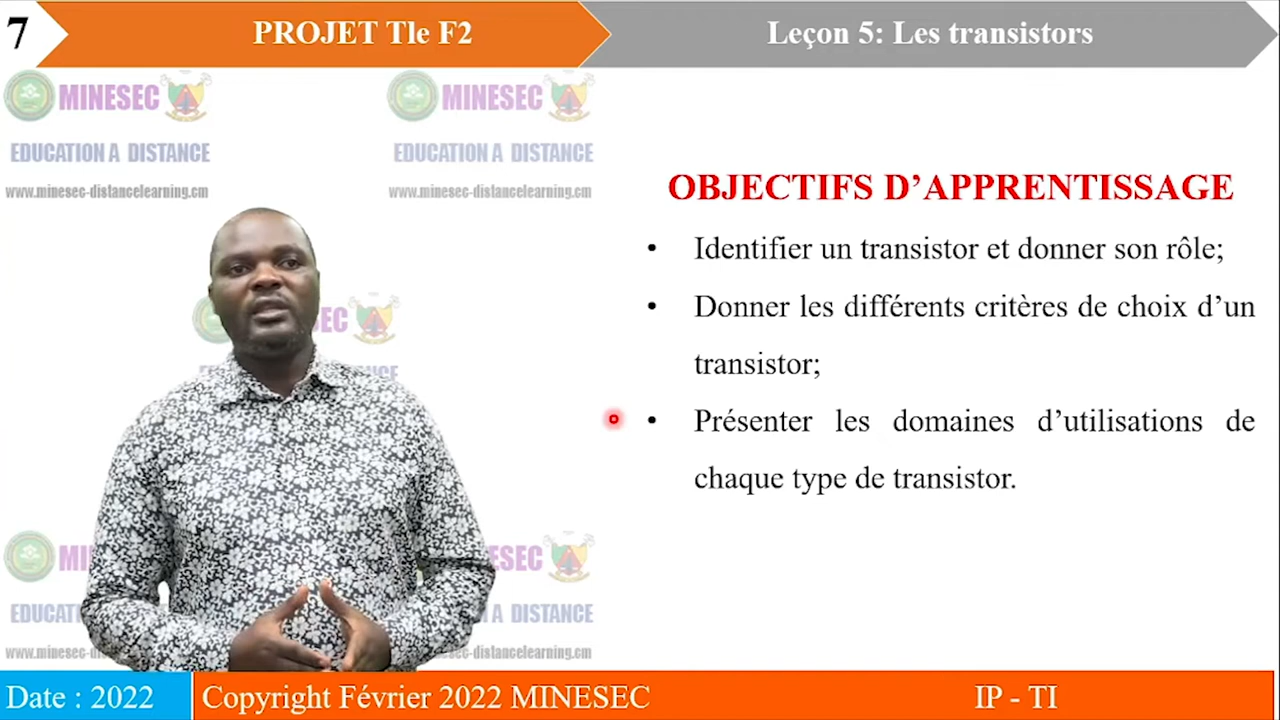 7
PROJET Tle F2
Leçon 5: Les transistors
MINESEC
MINESEC
EDUCATION A DISTANCE
EDUCATION A DISTANCE
www.minesec-distancelearning.cm
www.minesec-distancelearning.cm
OBJECTIFS D’APPRENTISSAGE
• Identifier un transistor et donner son rôle;
• Donner les différents critères de choix d’un
transistor;
• Présenter les domaines d’utilisations de
chaque type de transistor.
Date : 2022
Copyright Février 2022 MINESEC
IP - TI